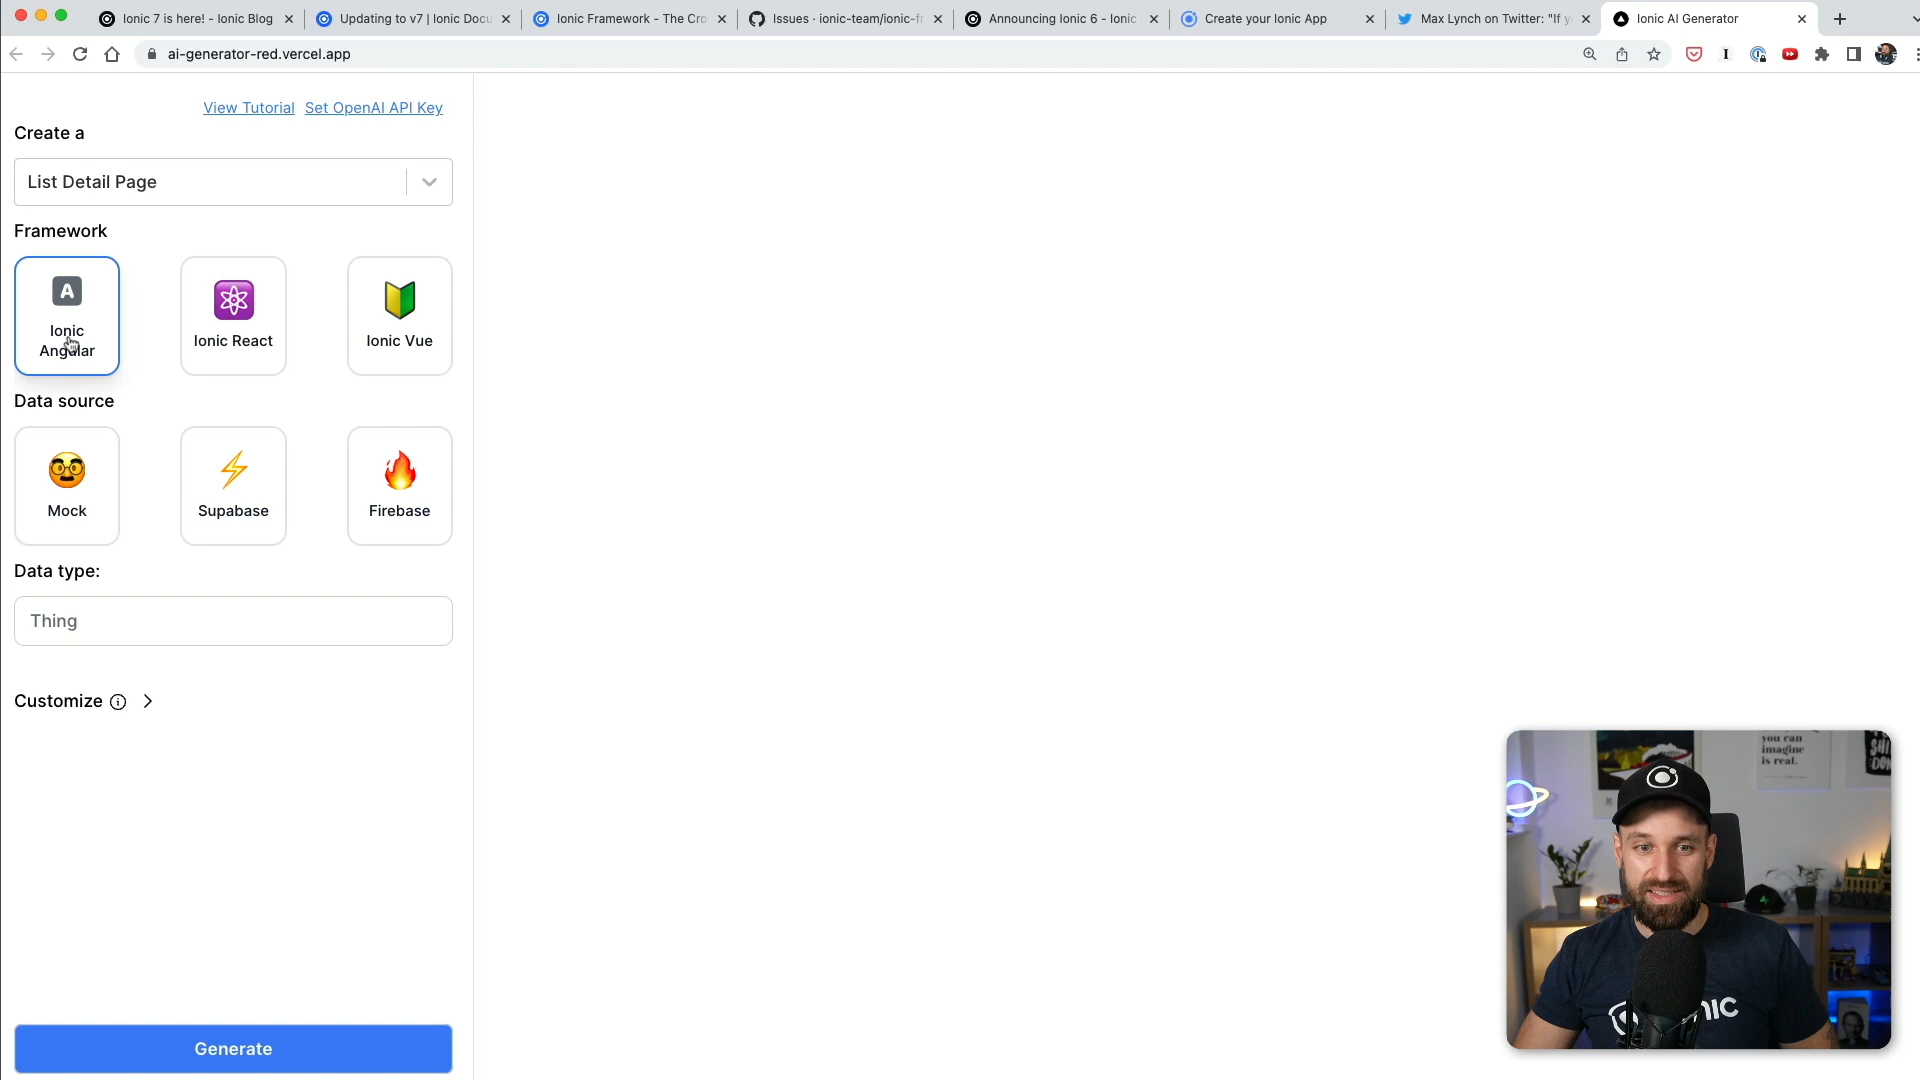 Ionic 7 is here! - Ionic Blog
Updating to v7 | Ionic Docu
Ionic Framework - The Cro
Issues · ionic-team/ionic-fr
Announcing Ionic 6 - Ionic
Create your Ionic App
Max Lynch on Twitter: "If y
Ionic AI Generator
ai-generator-red.vercel.app
View Tutorial Set OpenAI API Key
Create a
List Detail Page
Framework
A
Ionic
Angular
Ionic React
Ionic Vue
Data source
Mock
Supabase
Firebase
Data type:
Thing
Customize
Generate
you can
imagine
is real.